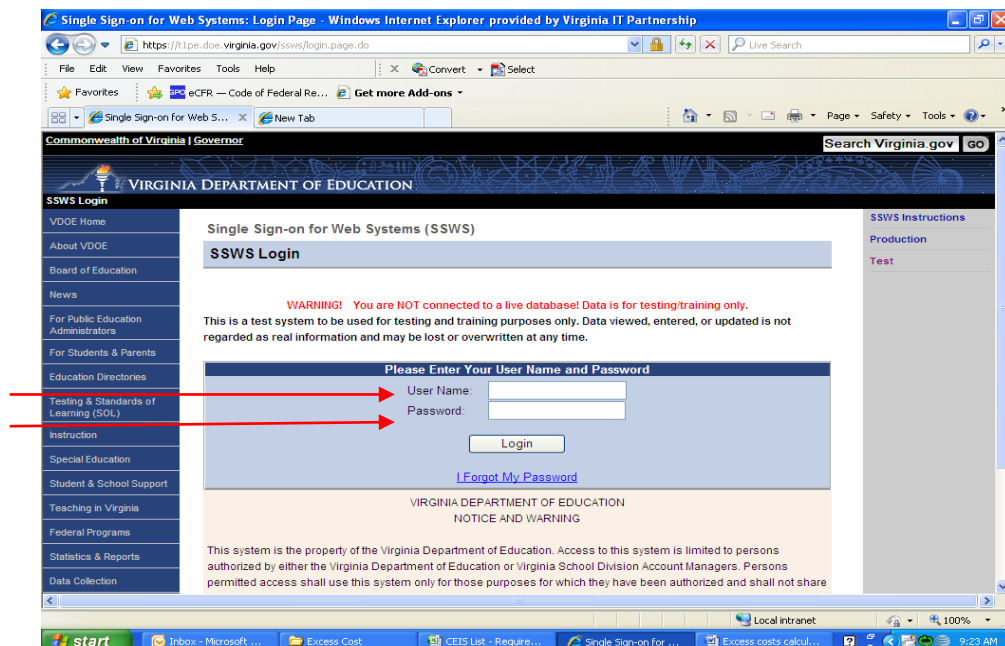 Single Sign-on for Web Systems: Login Page - Windows Internet Explorer provided by Virginia IT Partnership
https://t1pe.doe.virginia.gov/ssws/login.page.do
Live Search
File Edit View Favorites Tools Help
Convert Select
Favorites GPO eCFR — Code of Federal Re... Get more Add-ons
Single Sign-on for Web S... New Tab
Page Safety Tools
Commonwealth of Virginia | Governor
Search Virginia.gov GO
VIRGINIA DEPARTMENT OF EDUCATION
SSWS Login
VDOE Home
About VDOE
Board of Education
News
For Public Education
Administrators
For Students & Parents
Education Directories
Testing & Standards of
Learning (SOL)
Instruction
Special Education
Student & School Support
Teaching in Virginia
Federal Programs
Statistics & Reports
Data Collection
Single Sign-on for Web Systems (SSWS)
SSWS Login
WARNING! You are NOT connected to a live database! Data is for testing/training only.
This is a test system to be used for testing and training purposes only. Data viewed, entered, or updated is not
regarded as real information and may be lost or overwritten at any time.
Please Enter Your User Name and Password
User Name:
Password:
Login
I Forgot My Password
VIRGINIA DEPARTMENT OF EDUCATION
NOTICE AND WARNING
This system is the property of the Virginia Department of Education. Access to this system is limited to persons
authorized by either the Virginia Department of Education or Virginia School Division Account Managers. Persons
permitted access shall use this system only for those purposes for which they have been authorized and shall not share
SSWS Instructions
Production
Test
Local intranet 100%
start Inbox - Microsoft ... Excess Cost CEIS List - Require... Single Sign-on for ... Excess costs calcul... 9:23 AM